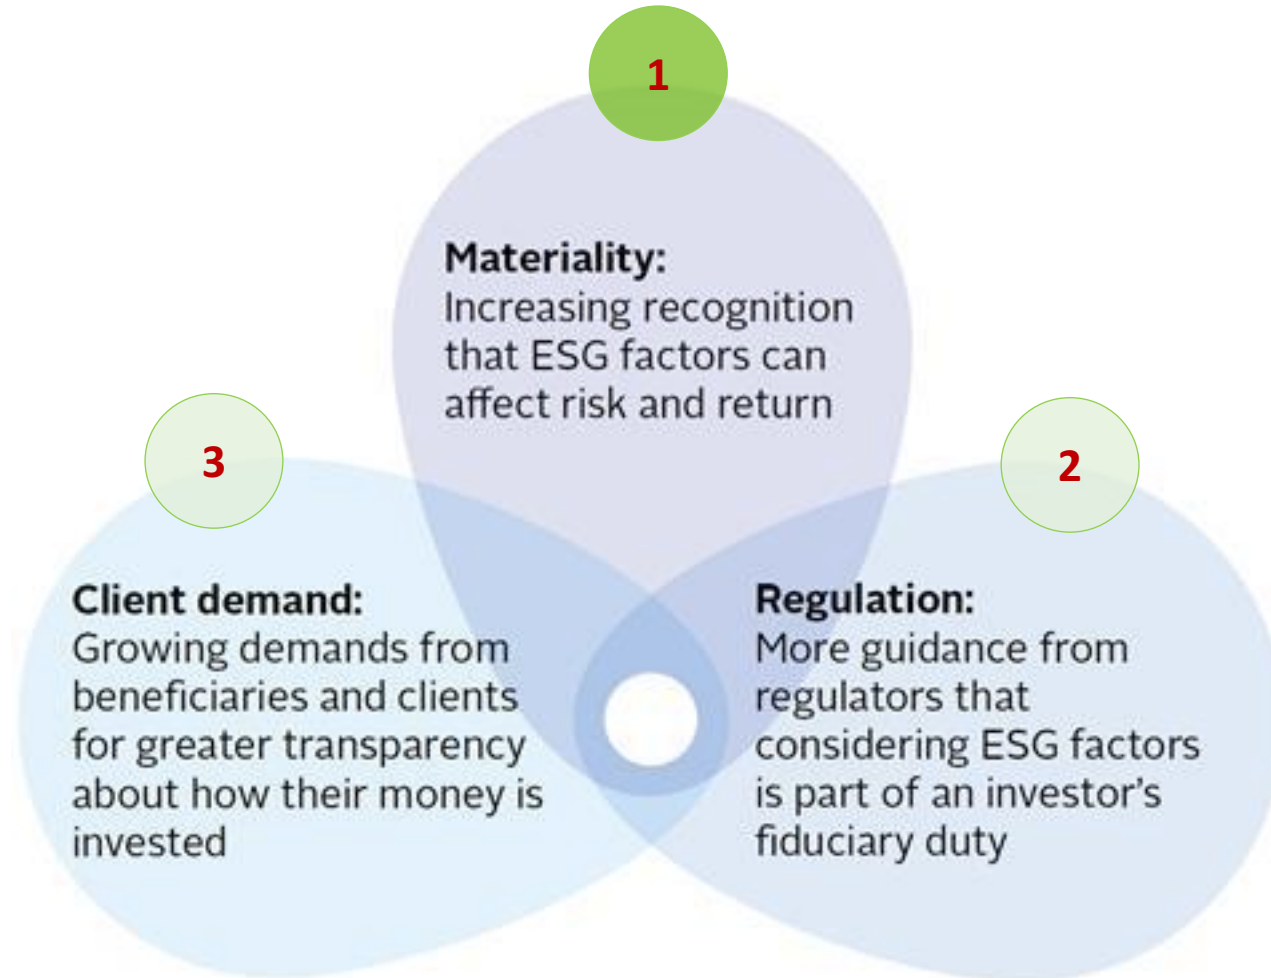 1
Materiality:
Increasing recognition
that ESG factors can
affect risk and return
3
Client demand:
Growing demands from
beneficiaries and clients
for greater transparency
about how their money is
invested
2
Regulation:
More guidance from
regulators that
considering ESG factors
is part of an investor’s
fiduciary duty